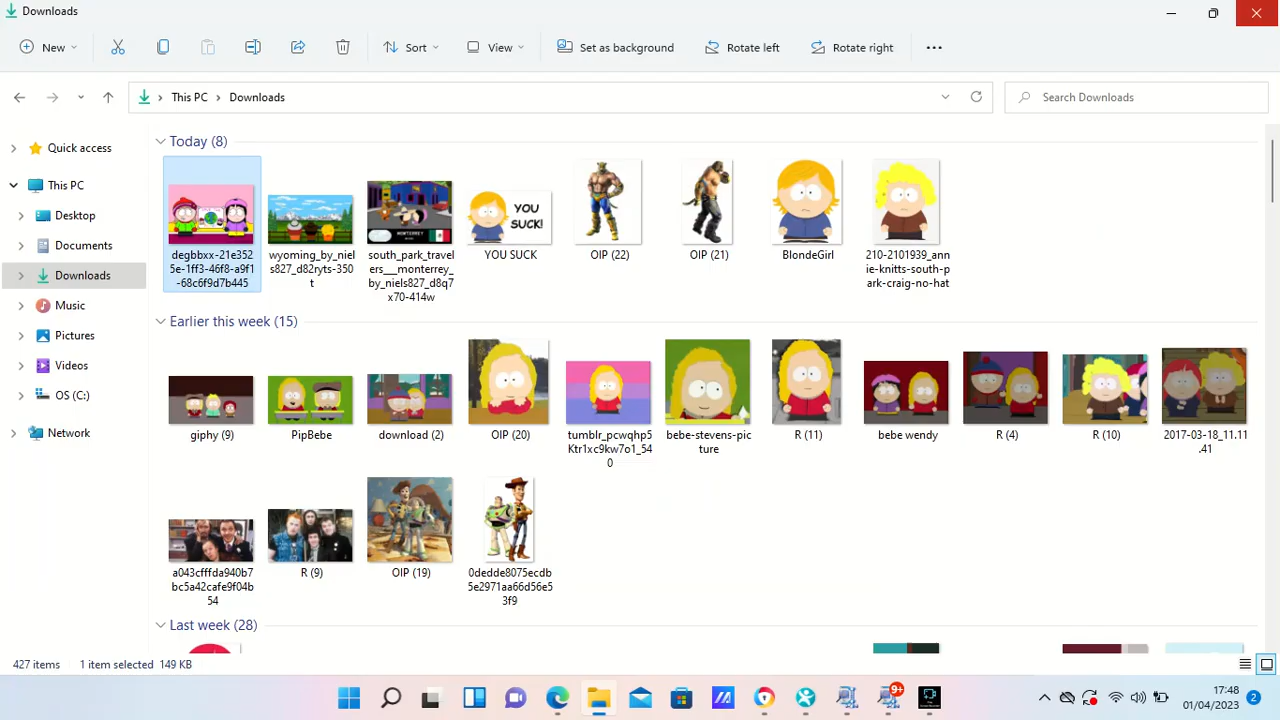 Downloads
New
Sort
View
Set as background
Rotate left
Rotate right
This PC
Downloads
Search Downloads
Quick access
This PC
Desktop
Documents
Downloads
Music
Pictures
Videos
OS (C:)
Network
Today (8)
degbbxx-21e352
5e-1ff3-46f8-a9f1
-68c6f9d7b445
wyoming_by_niel
s827_d82ryts-350
t
south_park_travel
ers___monterrey_
by_niels827_d8q7
x70-414w
YOU
SUCK!
YOU SUCK
OIP (22)
OIP (21)
BlondeGirl
210-2101939_ann
ie-knitts-south-p
ark-craig-no-hat
Earlier this week (15)
giphy (9)
PipBebe
download (2)
OIP (20)
tumblr_pcwqhp5
Ktr1xc9kw7o1_54
0
bebe-stevens-pic
ture
R (11)
bebe wendy
R (4)
R (10)
2017-03-18_11.11
.41
a043cfffda940b7
bc5a42cafe9f04b
54
R (9)
OIP (19)
0dedde8075ecdb
5e2971aa66d56e5
3f9
Last week (28)
427 items
1 item selected
149 KB
9+
17:48
01/04/2023
2